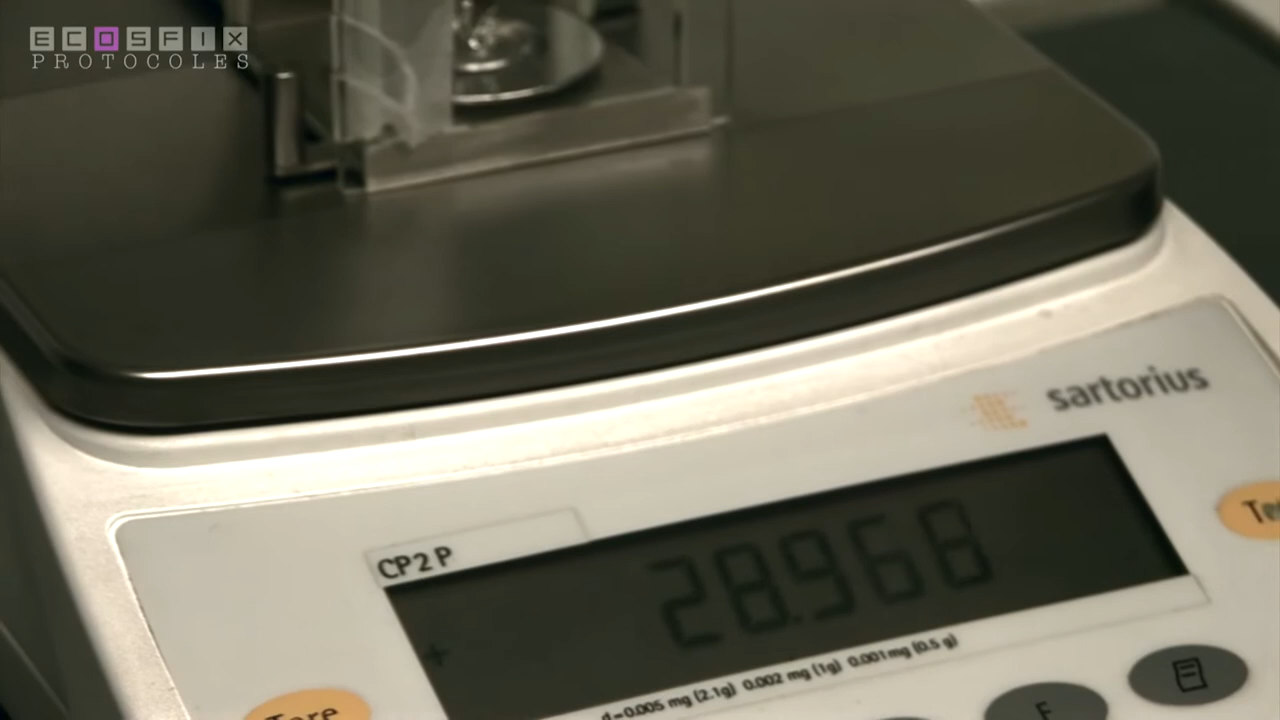 ECOSFIX
PROTOCOLES
sartorius
CP2 P
+ 28.968
d=0.005 mg (2.1g) 0.002 mg (1g) 0.001mg (0.5 g)
Tare
F